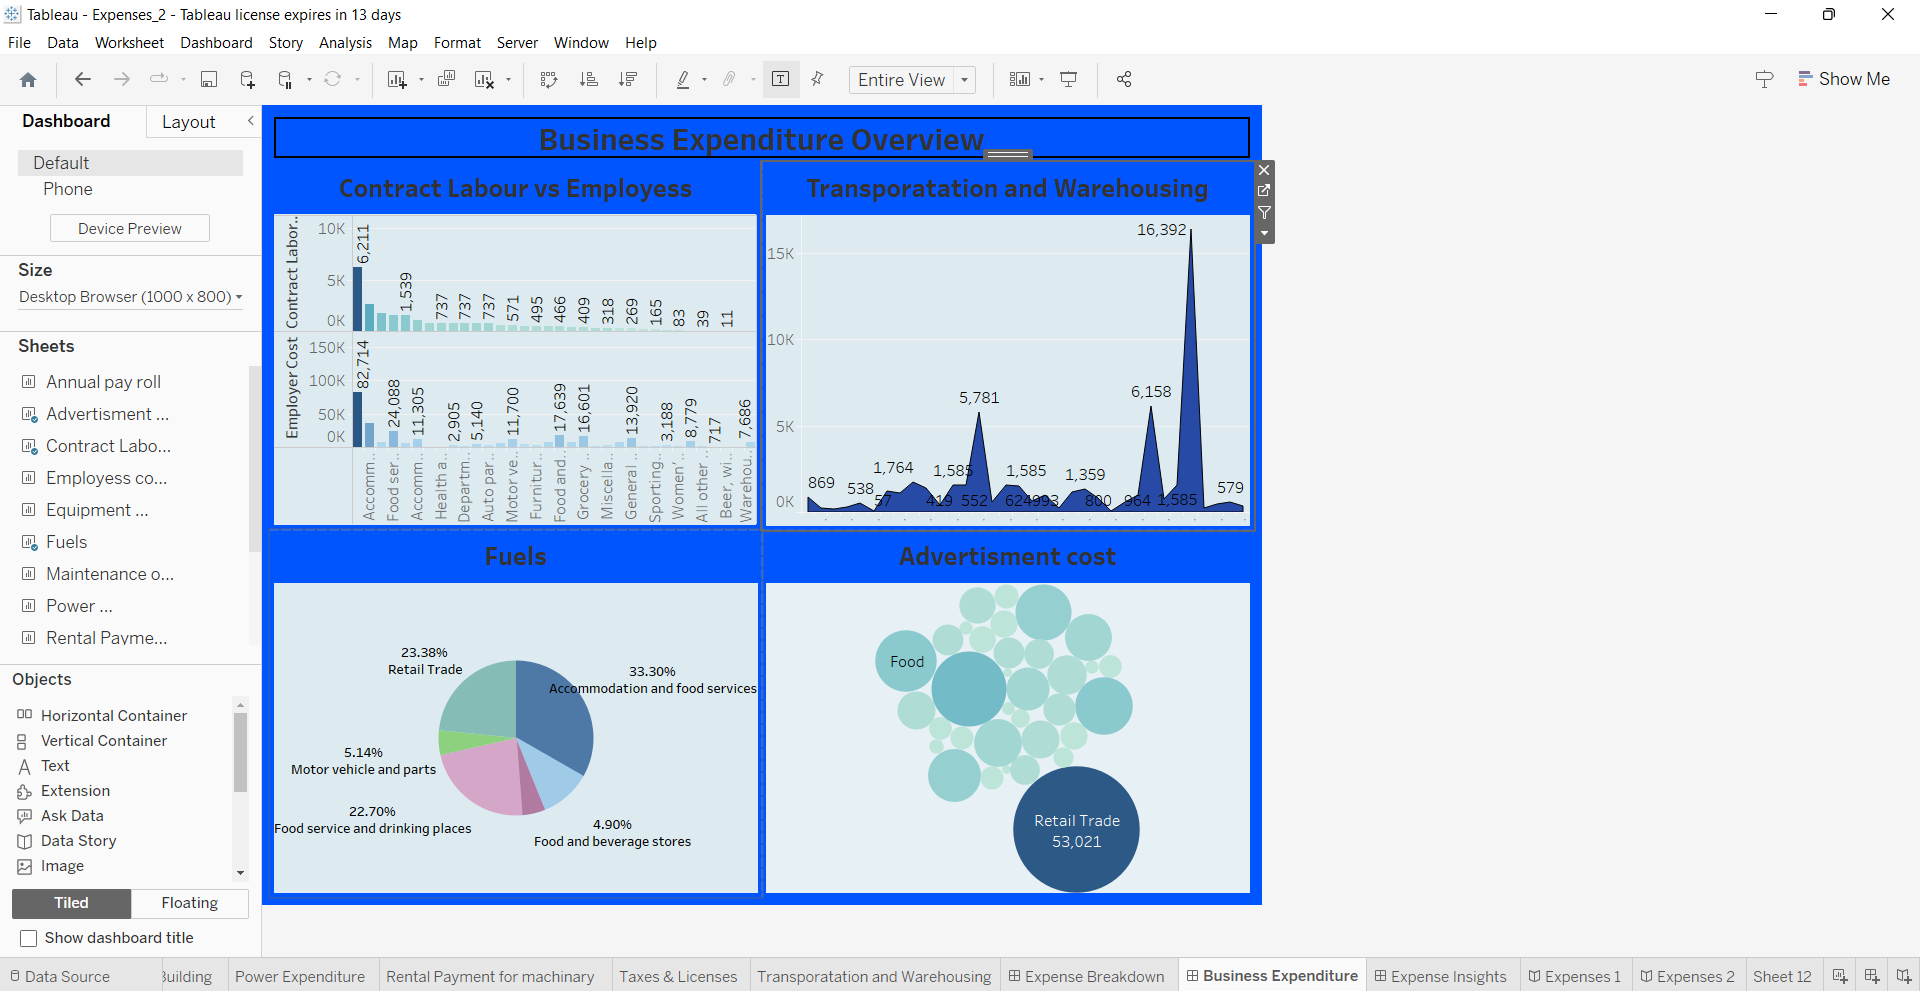 Tableau - Expenses_2 - Tableau license expires in 13 days
File Data Worksheet Dashboard Story Analysis Map Format Server Window Help
Entire View
Show Me
Dashboard Layout
Default
Phone
Device Preview
Size
Desktop Browser (1000 x 800)
Sheets
Annual pay roll
Advertisment ...
Contract Labo...
Employess co...
Equipment ...
Fuels
Maintenance o...
Power ...
Rental Payme...
Objects
Horizontal Container
Vertical Container
Text
Extension
Ask Data
Data Story
Image
Tiled Floating
Show dashboard title
Business Expenditure Overview
Contract Labour vs Employess
Contract Labor..
10K
5K
0K
6,211 1,539 737 737 737 571 495 466 409 318 269 165 83 39 11
Employer Cost
150K
100K
50K
0K
82,714 24,088 11,305 2,905 5,140 11,700 17,639 16,601 13,920 3,188 8,779 717 7,686
Accomm.. Food ser.. Accomm.. Health a.. Departm.. Auto par.. Motor ve.. Furnitur.. Food and.. Grocery .. Miscella.. General .. Sporting.. Women'.. All other .. Beer, wi.. Warehou..
Transporatation and Warehousing
15K
10K
5K
0K
16,392
6,158
5,781
1,764 1,585 1,585 1,359
869 538 579
57 419 552 624 993 800 964 1,585
Fuels
23.38%
Retail Trade
33.30%
Accommodation and food services
5.14%
Motor vehicle and parts
22.70%
Food service and drinking places
4.90%
Food and beverage stores
Advertisment cost
Food
Retail Trade
53,021
Data Source Building Power Expenditure Rental Payment for machinary Taxes & Licenses Transporatation and Warehousing Expense Breakdown Business Expenditure Expense Insights Expenses 1 Expenses 2 Sheet 12